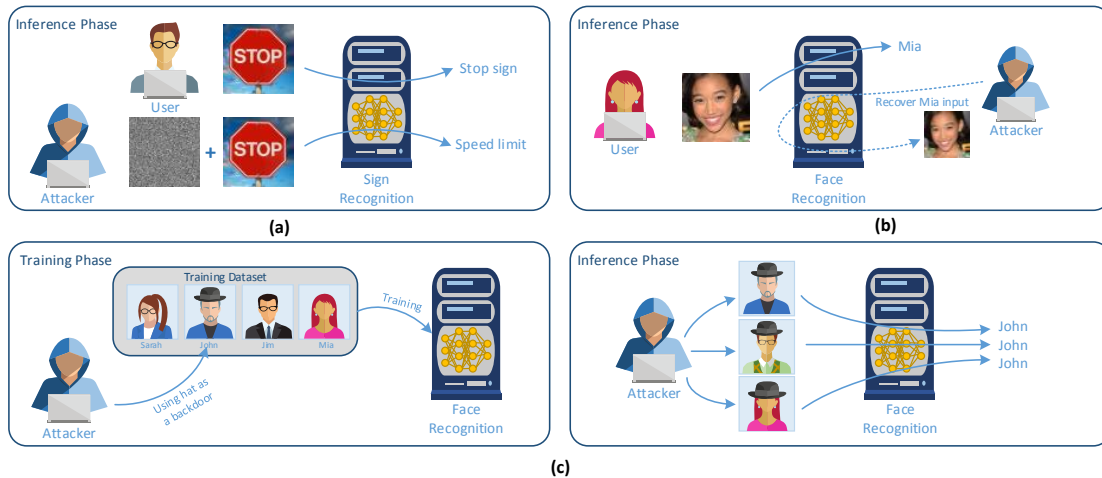 Inference Phase
User
STOP
Stop sign
Attacker
+
STOP
Speed limit
Sign
Recognition
(a)
Inference Phase
User
Mia
Recover Mia input
Attacker
Face
Recognition
(b)
Training Phase
Training Dataset
Sarah
John
Jim
Mia
Training
Attacker
Using hat as
a backdoor
Face
Recognition
Inference Phase
Attacker
John
John
John
Face
Recognition
(c)